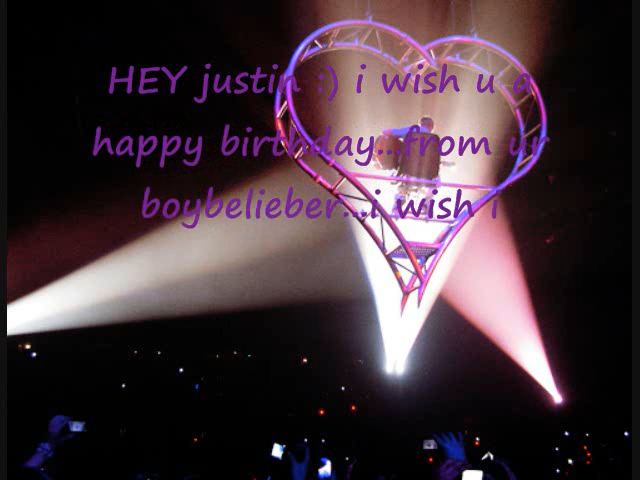 HEY justin :) i wish u a
happy birthday...from ur
boybelieber...i wish i